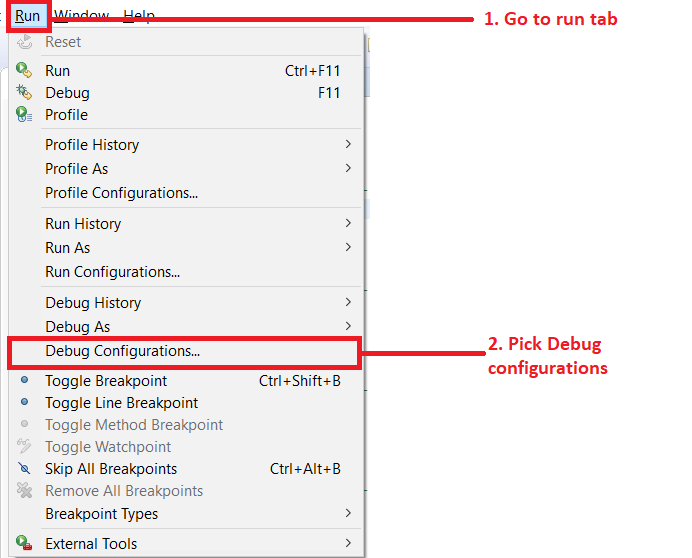 Run Window Help
1. Go to run tab
Reset
Run Ctrl+F11
Debug F11
Profile
Profile History
Profile As
Profile Configurations...
Run History
Run As
Run Configurations...
Debug History
Debug As
2. Pick Debug
Debug Configurations...
configurations
Toggle Breakpoint Ctrl+Shift+B
Toggle Line Breakpoint
Toggle Method Breakpoint
Toggle Watchpoint
Skip All Breakpoints Ctrl+Alt+B
Remove All Breakpoints
Breakpoint Types
External Tools